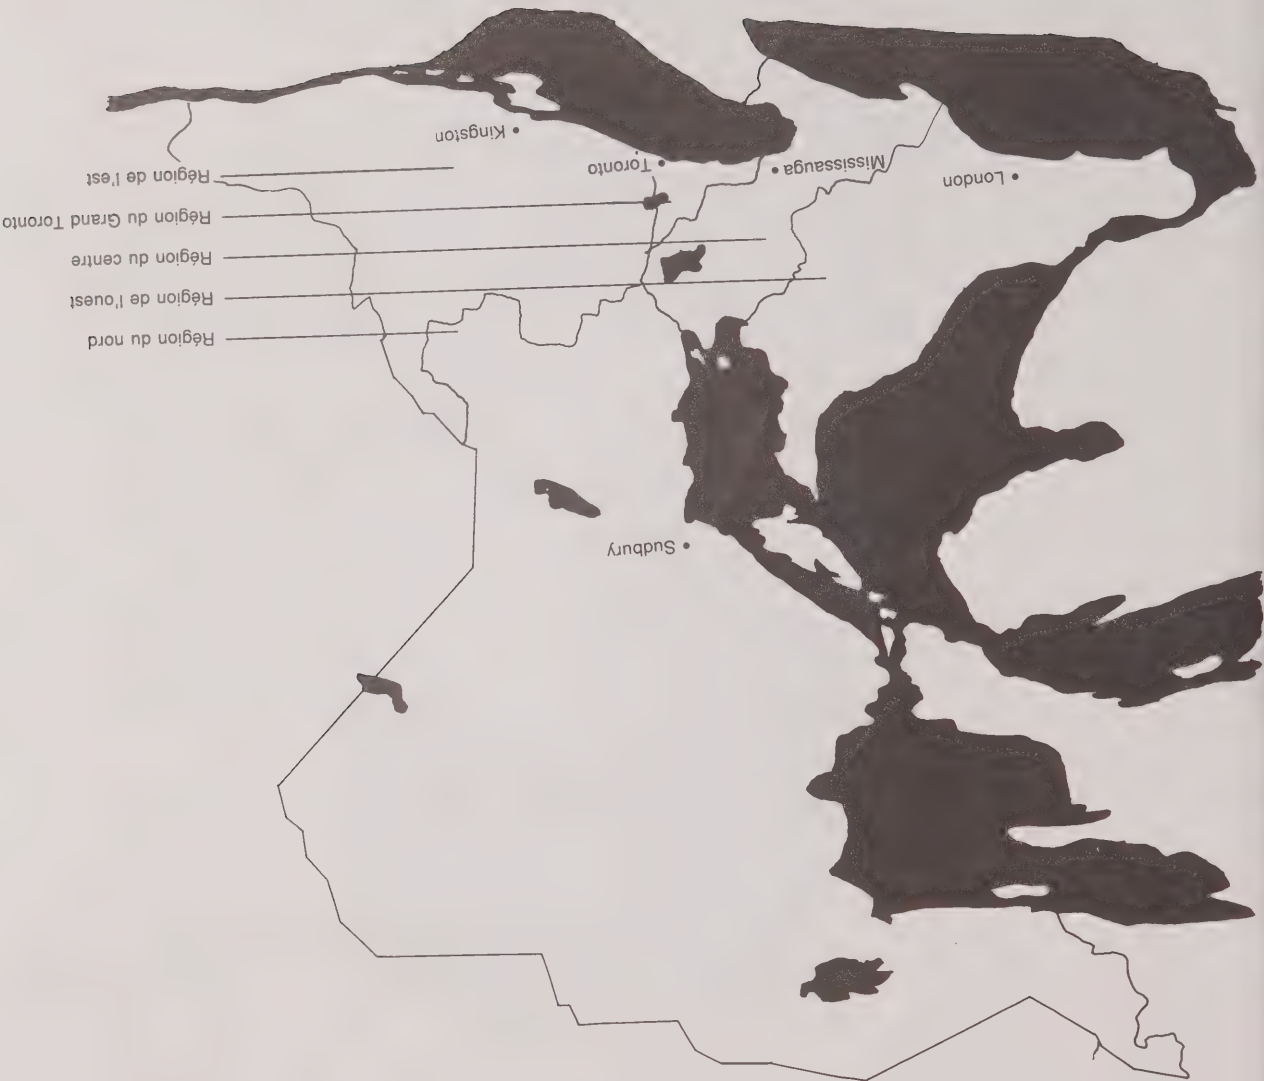 Région du nord
Région de l'ouest
Région du centre
Région du Grand Toronto
Région de l'est
Sudbury
London
Mississauga
Toronto
Kingston